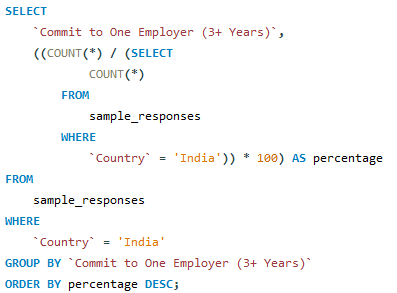 SELECT
    `Commit to One Employer (3+ Years)`,
    ((COUNT(*) / (SELECT
            COUNT(*)
        FROM
            sample_responses
        WHERE
            `Country` = 'India')) * 100) AS percentage
FROM
    sample_responses
WHERE
    `Country` = 'India'
GROUP BY `Commit to One Employer (3+ Years)`
ORDER BY percentage DESC;